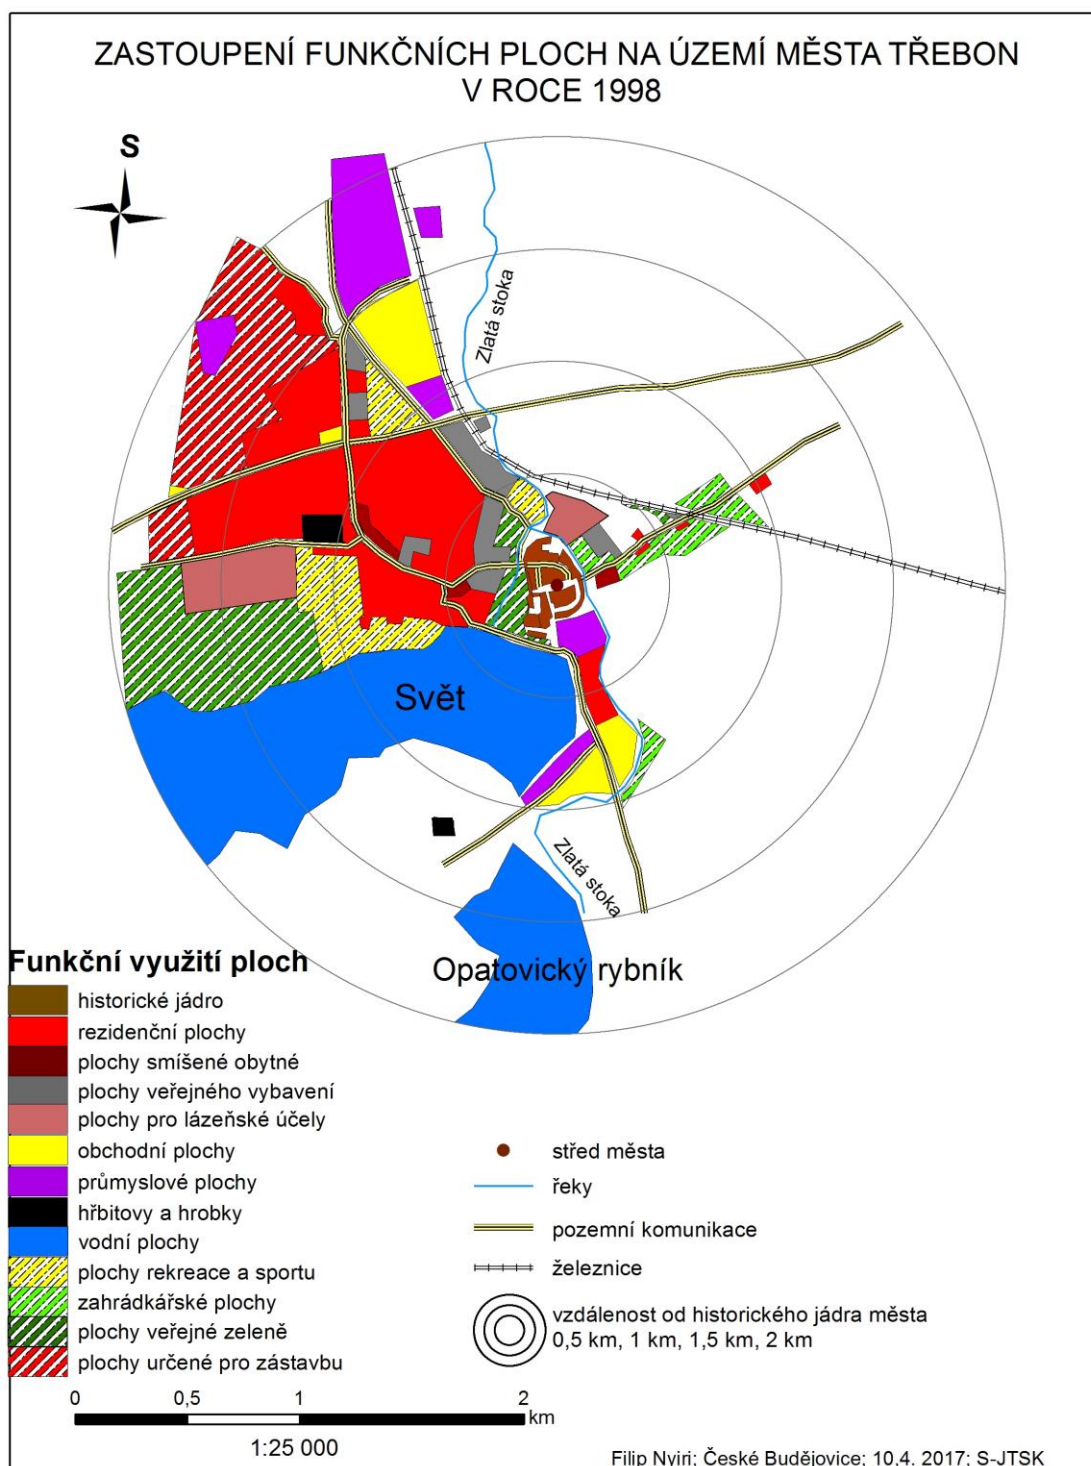 ZASTOUPENÍ FUNKČNÍCH PLOCH NA ÚZEMÍ MĚSTA TŘEBON
V ROCE 1998
S
Zlatá stoka
Svět
Zlatá stoka
Opatovický rybník
Funkční využití ploch
historické jádro
rezidenční plochy
plochy smíšené obytné
plochy veřejného vybavení
plochy pro lázeňské účely
obchodní plochy
průmyslové plochy
hřbitovy a hrobky
vodní plochy
plochy rekreace a sportu
zahrádkářské plochy
plochy veřejné zeleně
plochy určené pro zástavbu
střed města
řeky
pozemní komunikace
železnice
vzdálenost od historického jádra města
0,5 km, 1 km, 1,5 km, 2 km
0 0,5 1 2
km
1:25 000
Filip Nyiri; České Budějovice; 10.4. 2017; S-JTSK